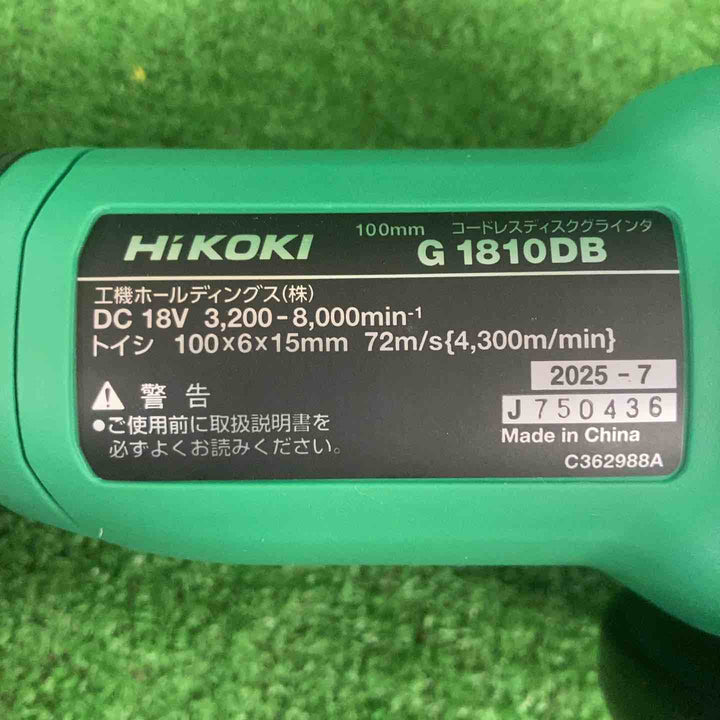 100mm コードレスディスクグラインダ
HiKOKI G 1810DB
工機ホールディングス(株)
DC 18V 3,200-8,000min-1
トイシ 100×6×15mm 72m/s{4,300m/min}
2025-7
警告
J750436
●ご使用前に取扱説明書を
必ずよくお読みください。
Made in China
C362988A